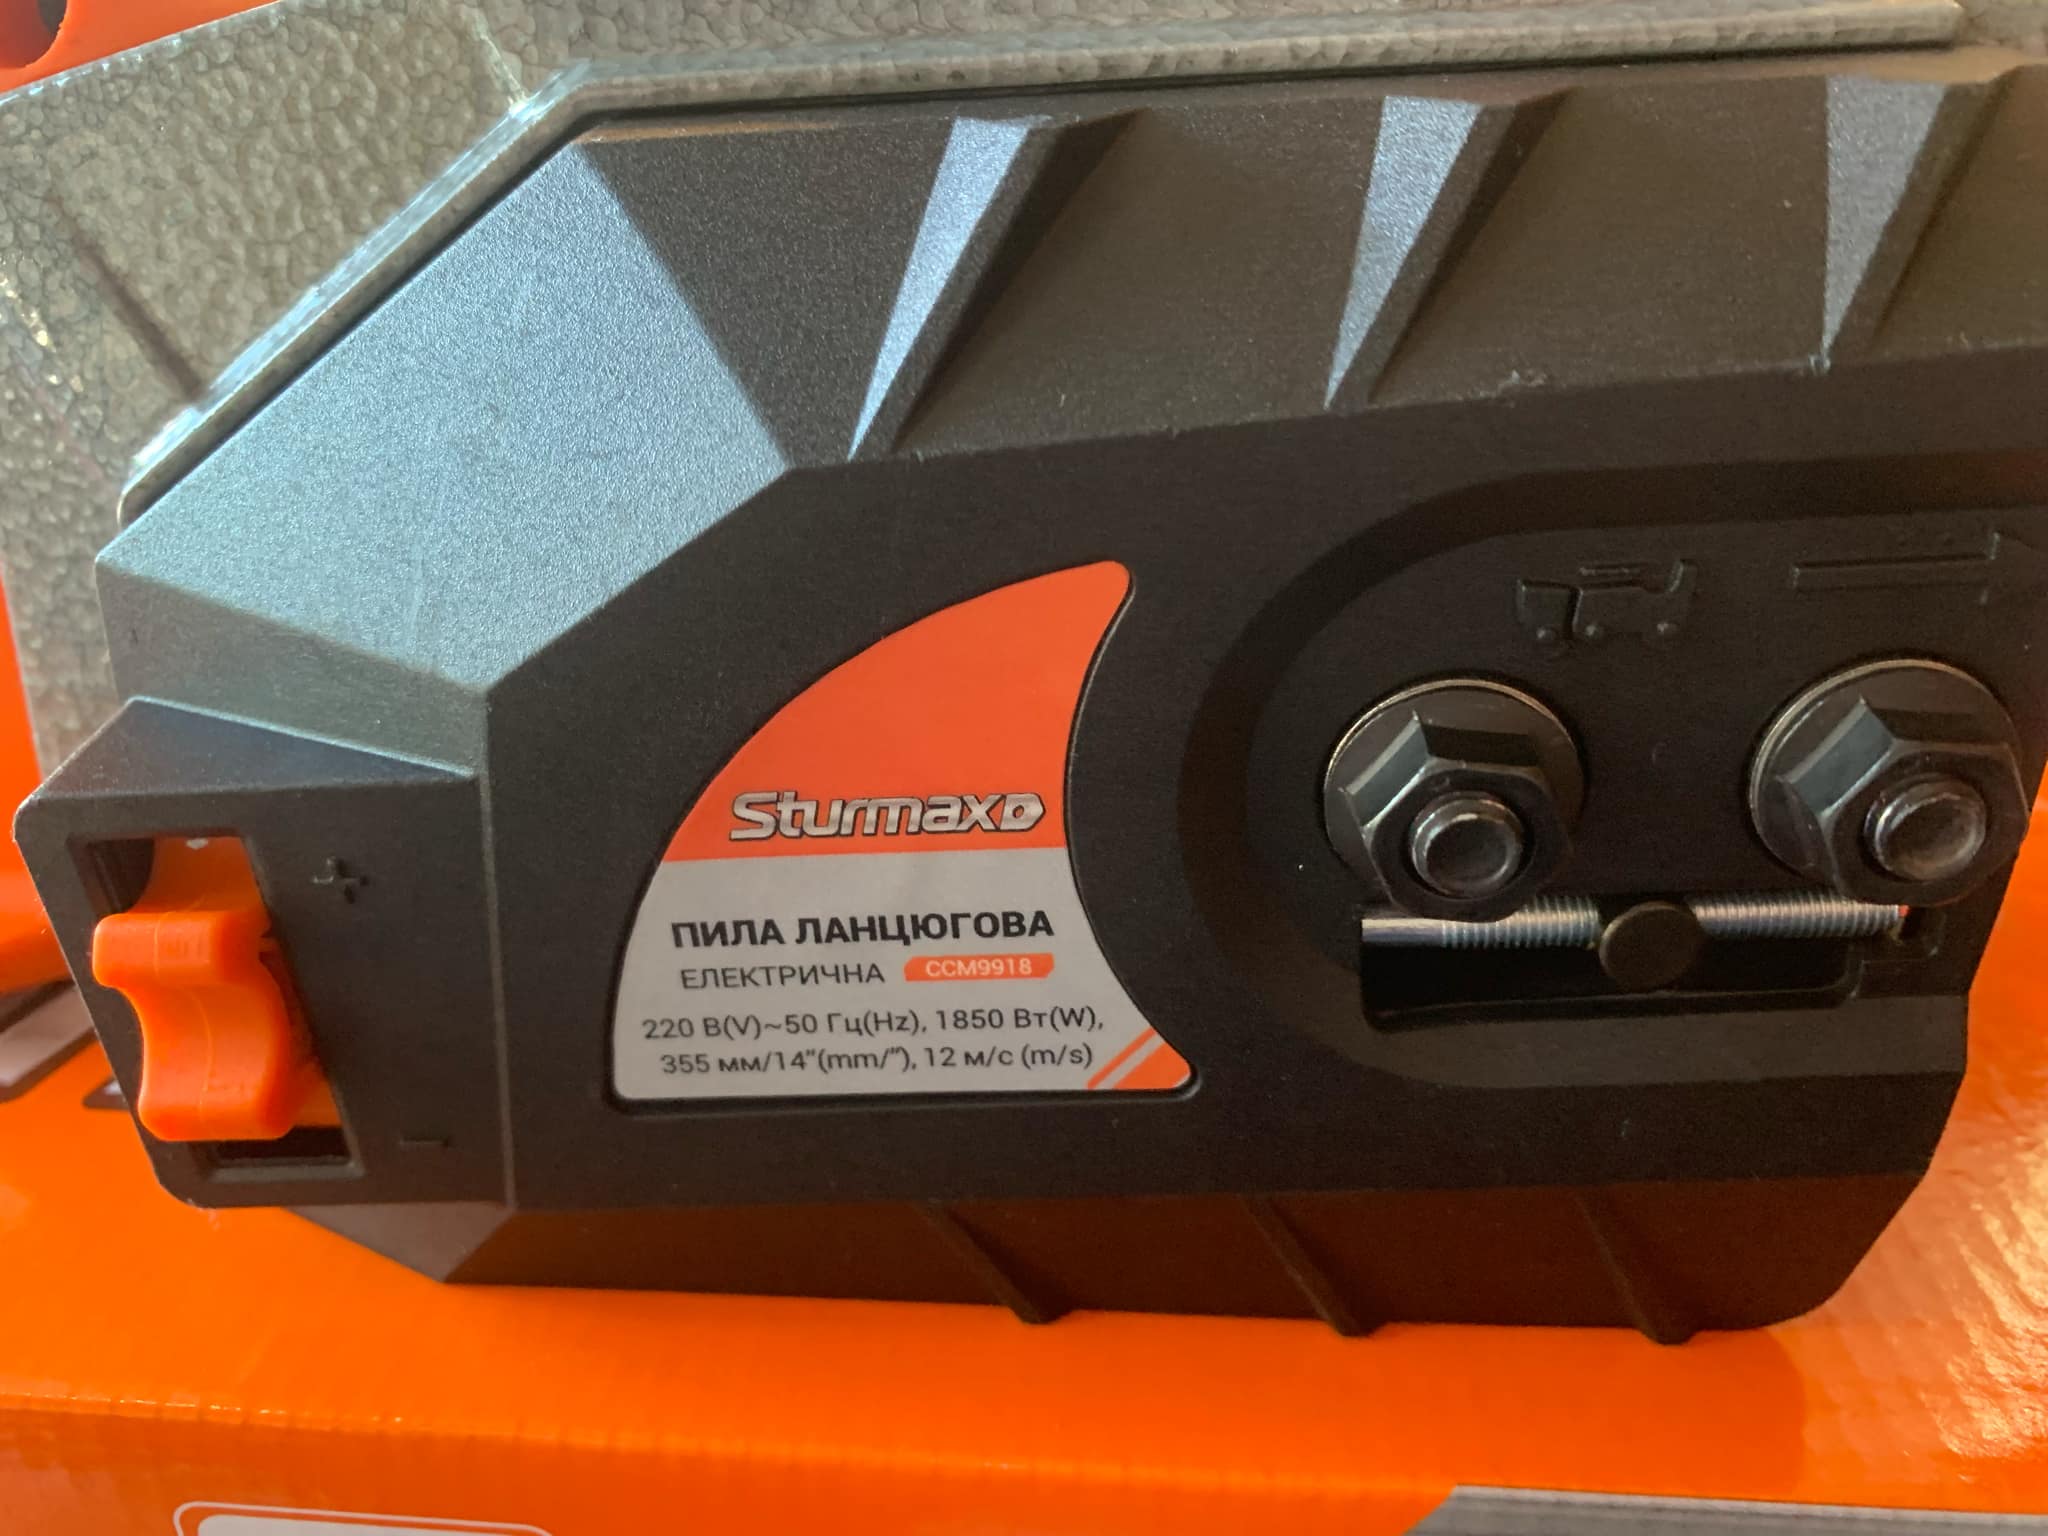 Sturmax
ПИЛА ЛАНЦЮГОВА
ЕЛЕКТРИЧНА CCM9918
220 В(V)~50 Гц(Hz), 1850 Вт(W),
355 мм/14"(mm/"), 12 м/с (m/s)
+
−